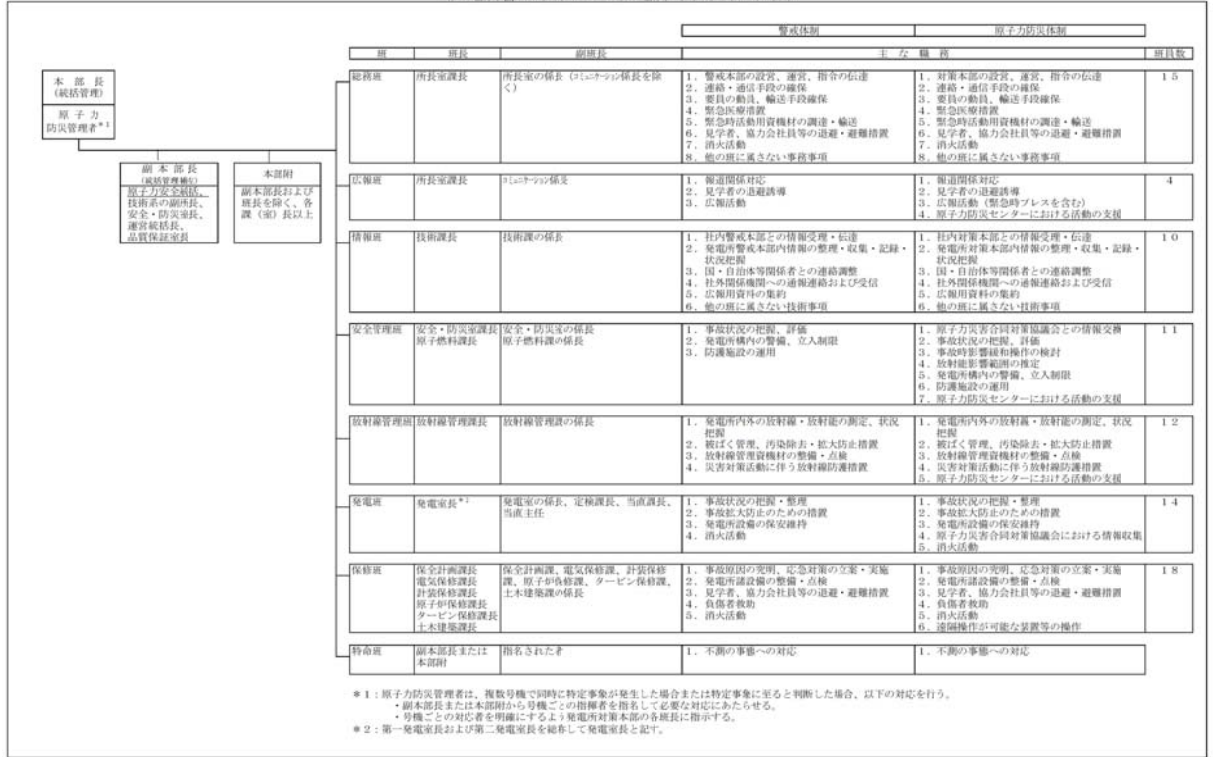 警戒体制 原子力防災体制
班 班長 副班長 主な職務 班員数
本部長
(統括管理)
原子力
防災管理者*1
副本部長
(統括管理補佐)
原子力安全統括、
技術系の副所長、
安全・防災室長、
運営統括長、
品質保証室長
本部附
副本部長および
班長を除く、各
課（室）長以上
総務班
所長室課長
所長室の係長（コミュニケーション係長を除
く）
1．警戒本部の設営、運営、指令の伝達
2．連絡・通信手段の確保
3．要員の動員、輸送手段確保
4．緊急医療措置
5．緊急時活動用資機材の調達・輸送
6．見学者、協力会社員等の退避・避難措置
7．消火活動
8．他の班に属さない事務事項
1．対策本部の設営、運営、指令の伝達
2．連絡・通信手段の確保
3．要員の動員、輸送手段確保
4．緊急医療措置
5．緊急時活動用資機材の調達・輸送
6．見学者、協力会社員等の退避・避難措置
7．消火活動
8．他の班に属さない事務事項
15
広報班
所長室課長
コミュニケーション係長
1．報道関係対応
2．見学者の退避誘導
3．広報活動
1．報道関係対応
2．見学者の退避誘導
3．広報活動（緊急時プレスを含む）
4．原子力防災センターにおける活動の支援
4
情報班
技術課長
技術課の係長
1．社内警戒本部との情報受理・伝達
2．発電所警戒本部内情報の整理・収集・記録・
状況把握
3．国・自治体等関係者との連絡調整
4．社外関係機関への通報連絡および受信
5．広報用資料の集約
6．他の班に属さない技術事項
1．社内対策本部との情報受理・伝達
2．発電所対策本部内情報の整理・収集・記録・
状況把握
3．国・自治体等関係者との連絡調整
4．社外関係機関への通報連絡および受信
5．広報用資料の集約
6．他の班に属さない技術事項
10
安全管理班
安全・防災室課長
原子燃料課長
安全・防災室の係長
原子燃料課の係長
1．事故状況の把握、評価
2．発電所構内の警備、立入制限
3．防護施設の運用
1．原子力災害合同対策協議会との情報交換
2．事故状況の把握、評価
3．事故時影響緩和操作の検討
4．放射能影響範囲の推定
5．発電所構内の警備、立入制限
6．防護施設の運用
7．原子力防災センターにおける活動の支援
11
放射線管理班
放射線管理課長
放射線管理課の係長
1．発電所内外の放射線・放射能の測定、状況
把握
2．被ばく管理、汚染除去・拡大防止措置
3．放射線管理資機材の整備・点検
4．災害対策活動に伴う放射線防護措置
1．発電所内外の放射線・放射能の測定、状況
把握
2．被ばく管理、汚染除去・拡大防止措置
3．放射線管理資機材の整備・点検
4．災害対策活動に伴う放射線防護措置
5．原子力防災センターにおける活動の支援
12
発電班
発電室長*2
発電室の係長、定検課長、当直課長、
当直主任
1．事故状況の把握・整理
2．事故拡大防止のための措置
3．発電所設備の保安維持
4．消火活動
1．事故状況の把握・整理
2．事故拡大防止のための措置
3．発電所設備の保安維持
4．原子力災害合同対策協議会における情報収集
5．消火活動
14
保修班
保全計画課長
電気保修課長
計装保修課長
原子炉保修課長
タービン保修課長
土木建築課長
保全計画課、電気保修課、計装保修
課、原子炉保修課、タービン保修課、
土木建築課の係長
1．事故原因の究明、応急対策の立案・実施
2．発電所諸設備の整備・点検
3．見学者、協力会社員等の退避・避難措置
4．負傷者救助
5．消火活動
1．事故原因の究明、応急対策の立案・実施
2．発電所諸設備の整備・点検
3．見学者、協力会社員等の退避・避難措置
4．負傷者救助
5．消火活動
6．遠隔操作が可能な装置等の操作
18
特命班
副本部長または
本部附
指名された者
1．不測の事態への対応
1．不測の事態への対応
*1：原子力防災管理者は、複数号機で同時に特定事象が発生した場合または特定事象に至ると判断した場合、以下の対応を行う。
・副本部長または本部附から号機ごとの指揮者を指名して必要な対応にあたらせる。
・号機ごとの対応者を明確にするよう発電所対策本部の各班長に指示する。
*2：第一発電室長および第二発電室長を総称して発電室長と記す。